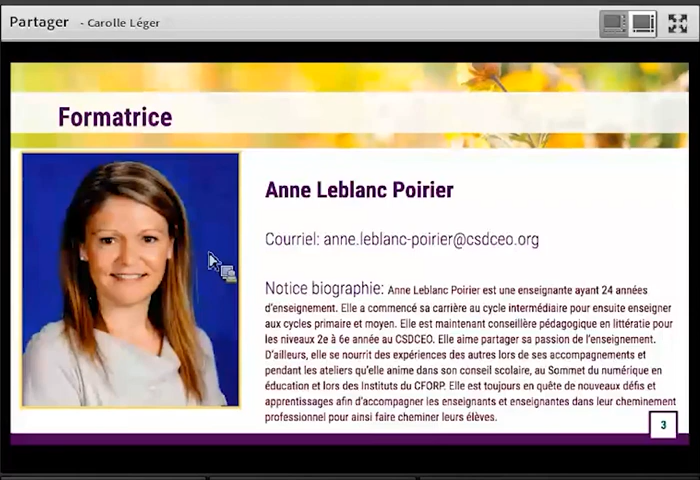 Partager - Carolle Léger
Formatrice
Anne Leblanc Poirier
Courriel: anne.leblanc-poirier@csdceo.org
Notice biographie: Anne Leblanc Poirier est une enseignante ayant 24 années
d'enseignement. Elle a commencé sa carrière au cycle intermédiaire pour ensuite enseigner
aux cycles primaire et moyen. Elle est maintenant conseillère pédagogique en littératie pour
les niveaux 2e à 6e année au CSDCEO. Elle aime partager sa passion de l'enseignement.
D'ailleurs, elle se nourrit des expériences des autres lors de ses accompagnements et
pendant les ateliers qu'elle anime dans son conseil scolaire, au Sommet du numérique en
éducation et lors des Instituts du CFORP. Elle est toujours en quête de nouveaux défis et
apprentissages afin d'accompagner les enseignants et enseignantes dans leur cheminement
professionnel pour ainsi faire cheminer leurs élèves.
3